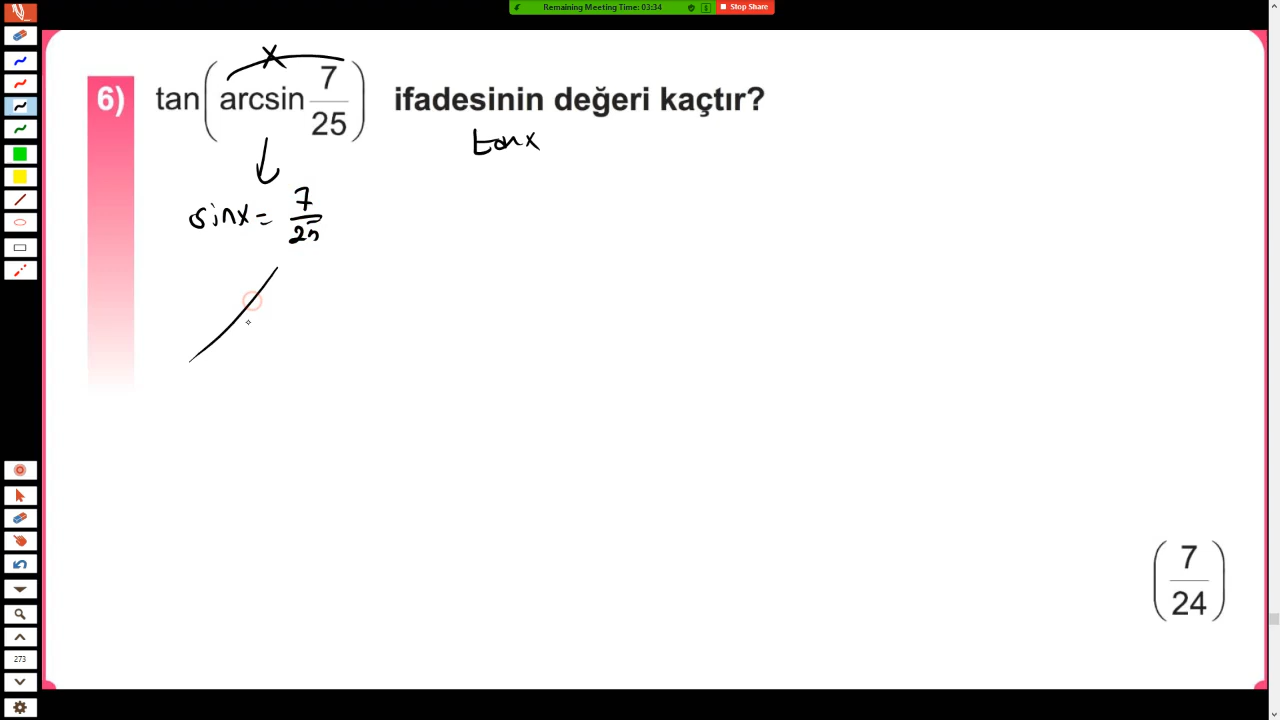 Remaining Meeting Time: 03:34
Stop Share
x
6) tan(arcsin 7/25) ifadesinin değeri kaçtır?
tanx
sinx = 7/25
(7/24)
273